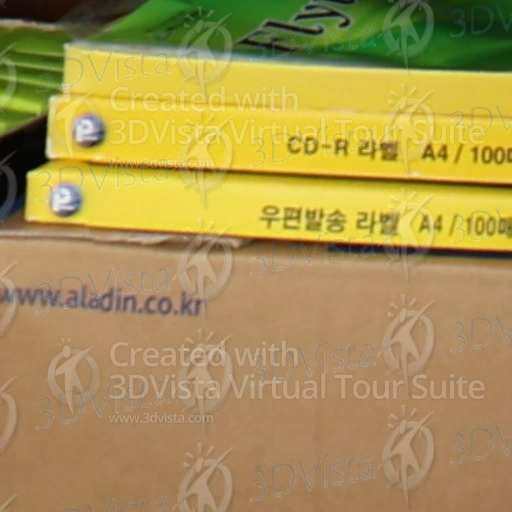 Fly
CD-R 라벨 A4 / 100매
우편발송 라벨 A4 / 100매
www.aladin.co.kr
Created with
3DVista Virtual Tour Suite
www.3dvista.com
Created with
3DVista Virtual Tour Suite
www.3dvista.com